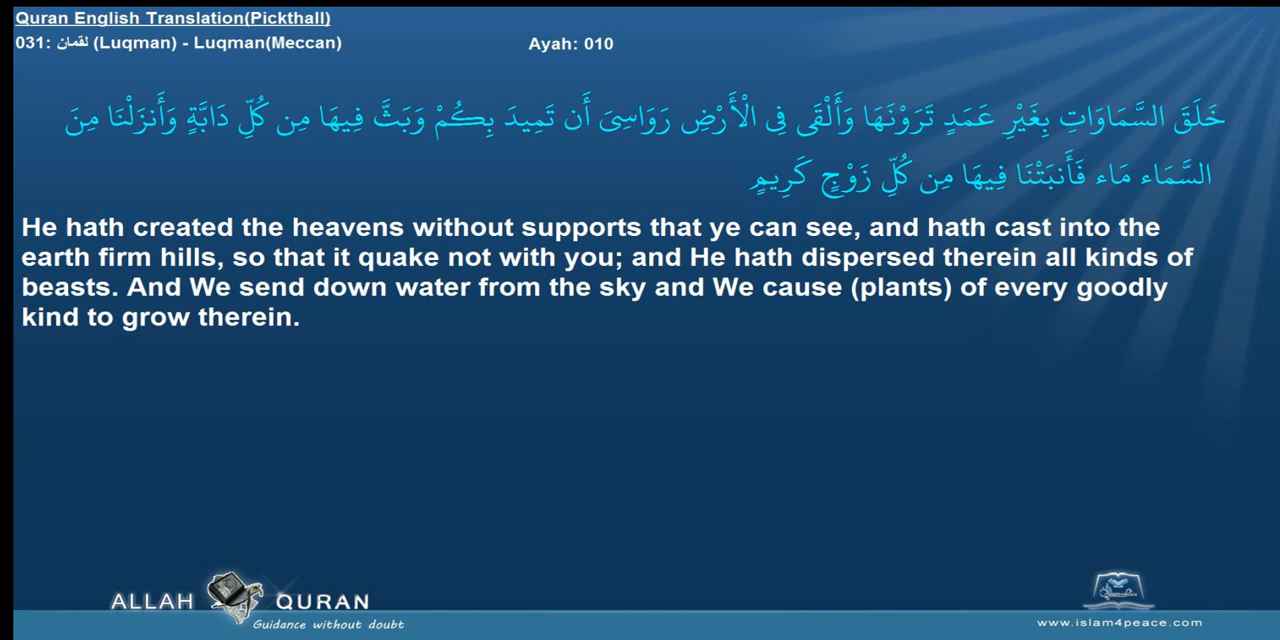 Quran English Translation(Pickthall)
031: لقمان (Luqman) - Luqman(Meccan)
Ayah: 010
خَلَقَ السَّمَاوَاتِ بِغَيْرِ عَمَدٍ تَرَوْنَهَا وَأَلْقَى فِي الْأَرْضِ رَوَاسِيَ أَن تَمِيدَ بِكُمْ وَبَثَّ فِيهَا مِن كُلِّ دَابَّةٍ وَأَنزَلْنَا مِنَ
السَّمَاء مَاء فَأَنبَتْنَا فِيهَا مِن كُلِّ زَوْجٍ كَرِيمٍ
He hath created the heavens without supports that ye can see, and hath cast into the
earth firm hills, so that it quake not with you; and He hath dispersed therein all kinds of
beasts. And We send down water from the sky and We cause (plants) of every goodly
kind to grow therein.
ALLAH QURAN
Guidance without doubt
www.islam4peace.com